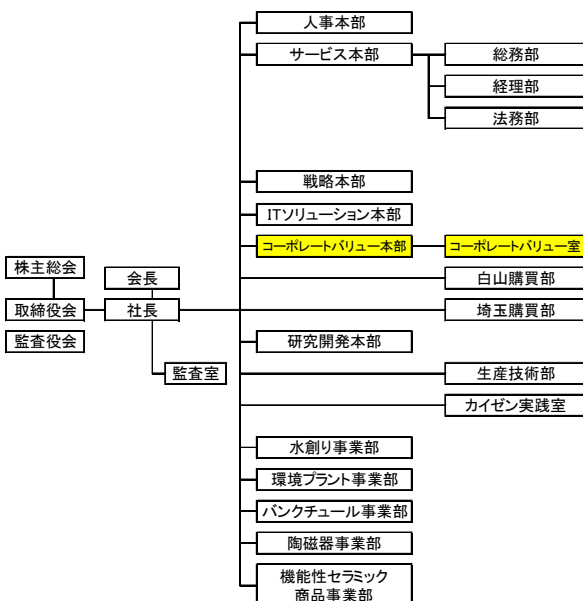 人事本部
サービス本部
総務部
経理部
法務部
戦略本部
ITソリューション本部
コーポレートバリュー本部
コーポレートバリュー室
株主総会
会長
白山購買部
取締役会
社長
埼玉購買部
監査役会
研究開発本部
監査室
生産技術部
カイゼン実践室
水創り事業部
環境プラント事業部
バンクチュール事業部
陶磁器事業部
機能性セラミック
商品事業部